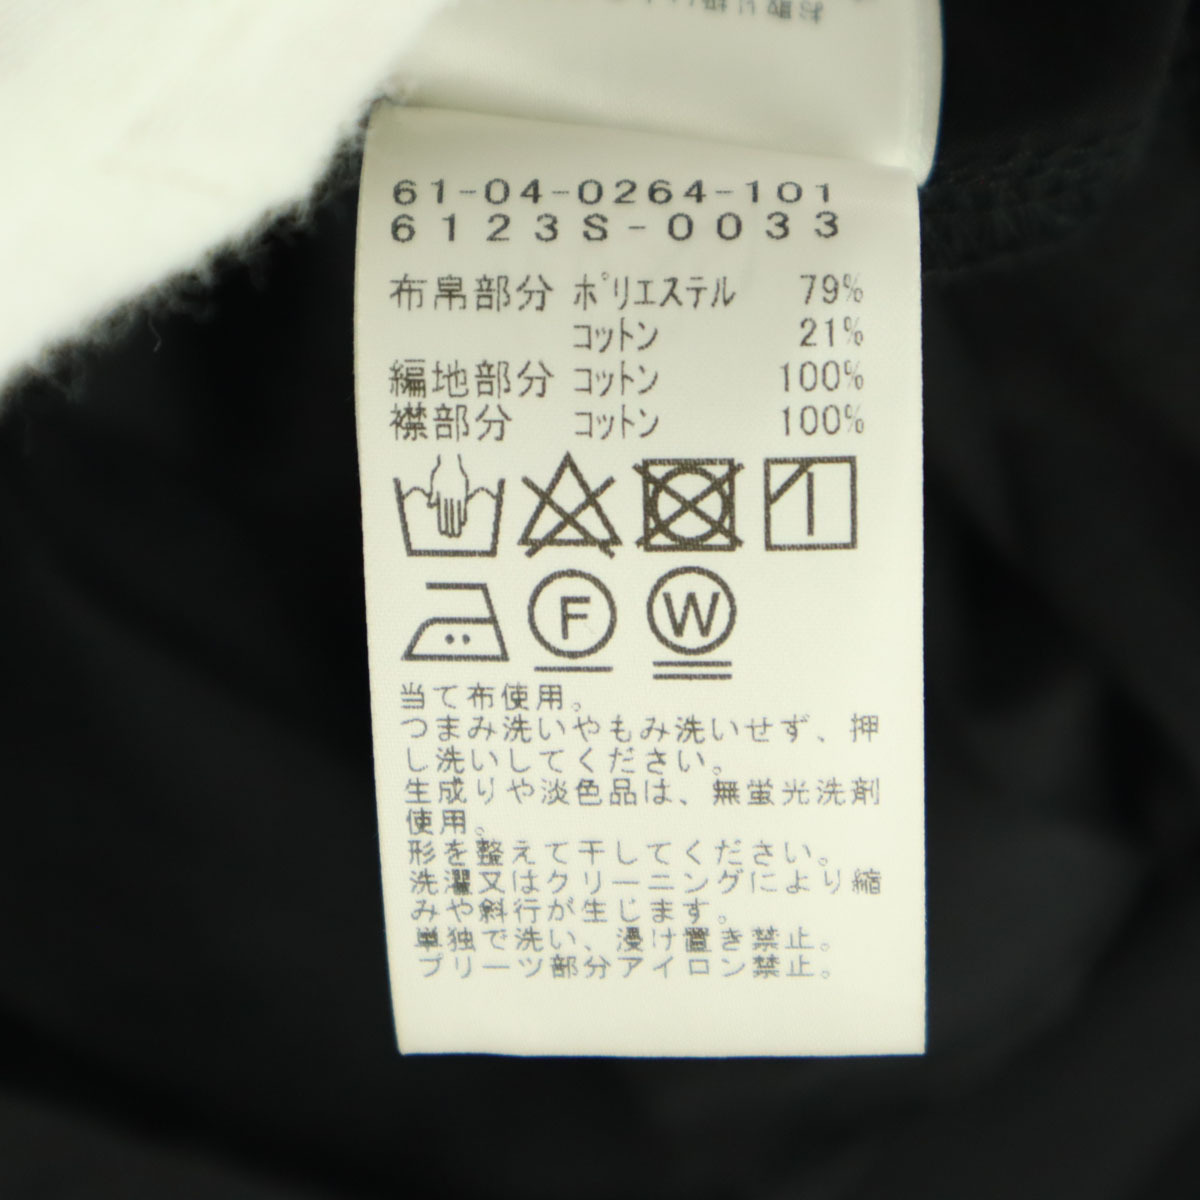 お取り扱い
61-04-0264-101
6123S-0033
布帛部分 ポリエステル 79%
コットン 21%
編地部分 コットン 100%
襟部分 コットン 100%
F
W
当て布使用。
つまみ洗いやもみ洗いせず、押
し洗いしてください。
生成りや淡色品は、無蛍光洗剤
使用。
形を整えて干してください。
洗濯又はクリーニングにより縮
みや斜行が生じます。
単独で洗い、浸け置き禁止。
プリーツ部分アイロン禁止。